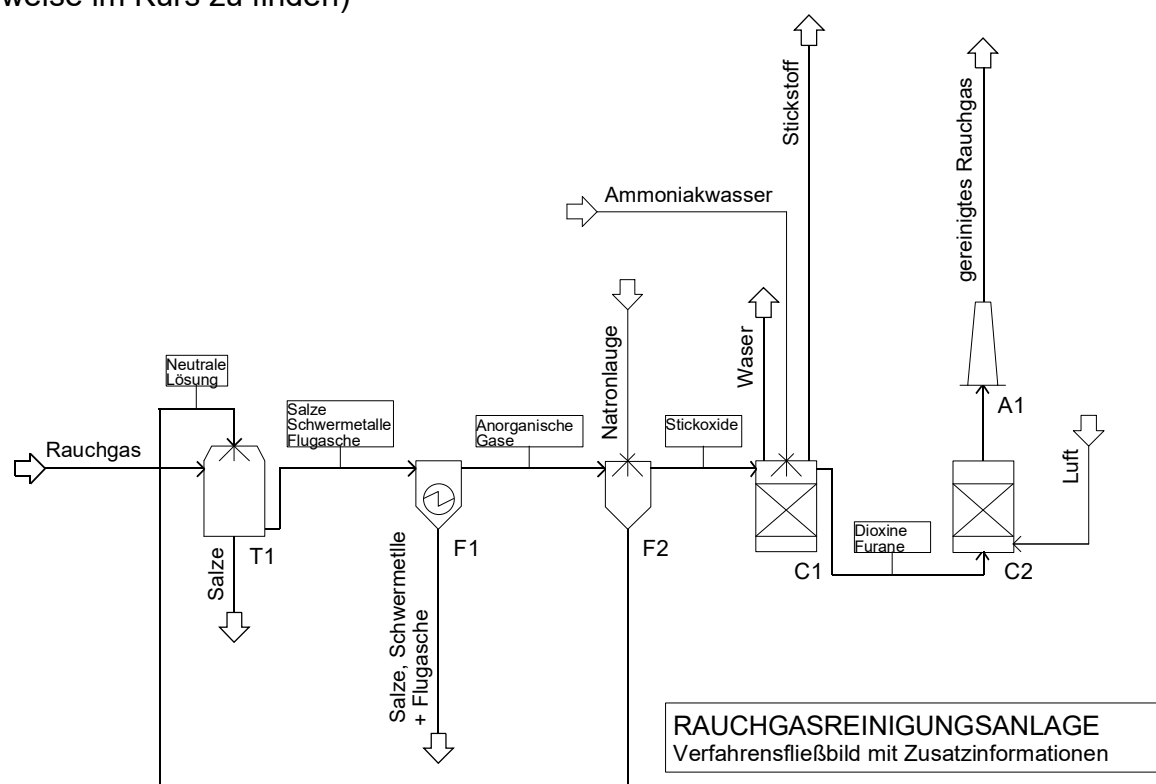 weise im Kurs zu finden)
Stickstoff
gereinigtes Rauchgas
Ammoniakwasser
Natronlauge
Waser
Neutrale
Lösung
Salze
Schwermetalle
Flugasche
Anorganische
Gase
Stickoxide
A1
Rauchgas
Luft
Dioxine
Furane
T1
F1
F2
C1
C2
Salze
Salze, Schwermetlle
+ Flugasche
RAUCHGASREINIGUNGSANLAGE
Verfahrensfließbild mit Zusatzinformationen